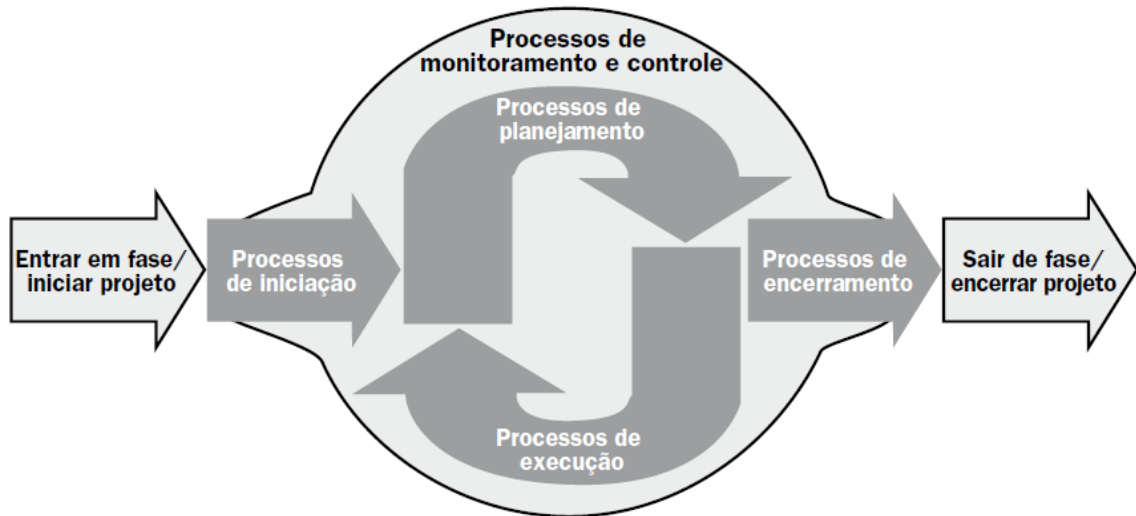 Processos de
monitoramento e controle
Processos de
planejamento
Entrar em fase/
iniciar projeto
Processos
de iniciação
Processos de
encerramento
Sair de fase/
encerrar projeto
Processos de
execução